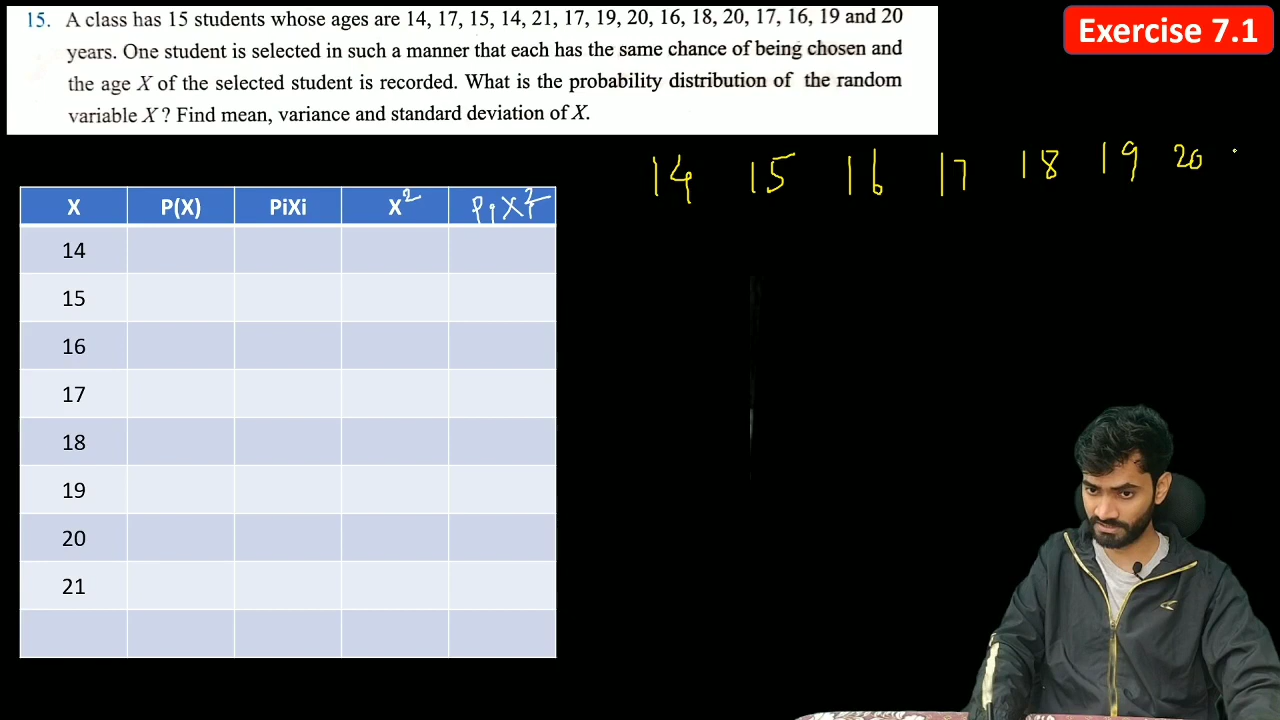 15. A class has 15 students whose ages are 14, 17, 15, 14, 21, 17, 19, 20, 16, 18, 20, 17, 16, 19 and 20
years. One student is selected in such a manner that each has the same chance of being chosen and
the age X of the selected student is recorded. What is the probability distribution of the random
variable X? Find mean, variance and standard deviation of X.
Exercise 7.1
14 15 16 17 18 19 20
X P(X) PiXi X² PiXi²
14
15
16
17
18
19
20
21